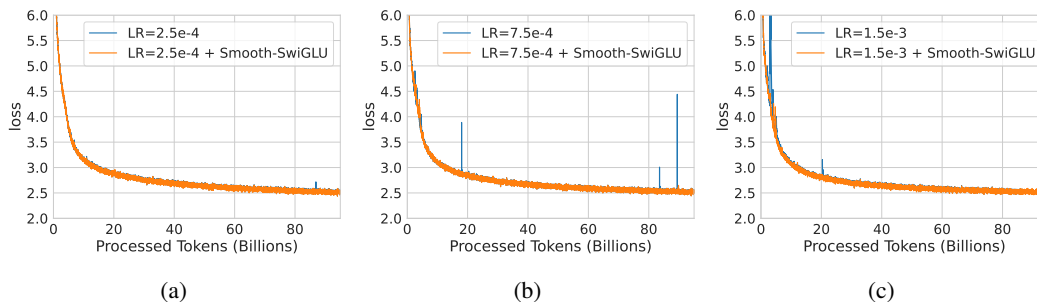 6.0
5.5
5.0
4.5
4.0
3.5
3.0
2.5
2.0
loss
LR=2.5e-4
LR=2.5e-4 + Smooth-SwiGLU
0 20 40 60 80
Processed Tokens (Billions)
(a)
6.0
5.5
5.0
4.5
4.0
3.5
3.0
2.5
2.0
loss
LR=7.5e-4
LR=7.5e-4 + Smooth-SwiGLU
0 20 40 60 80
Processed Tokens (Billions)
(b)
6.0
5.5
5.0
4.5
4.0
3.5
3.0
2.5
2.0
loss
LR=1.5e-3
LR=1.5e-3 + Smooth-SwiGLU
0 20 40 60 80
Processed Tokens (Billions)
(c)